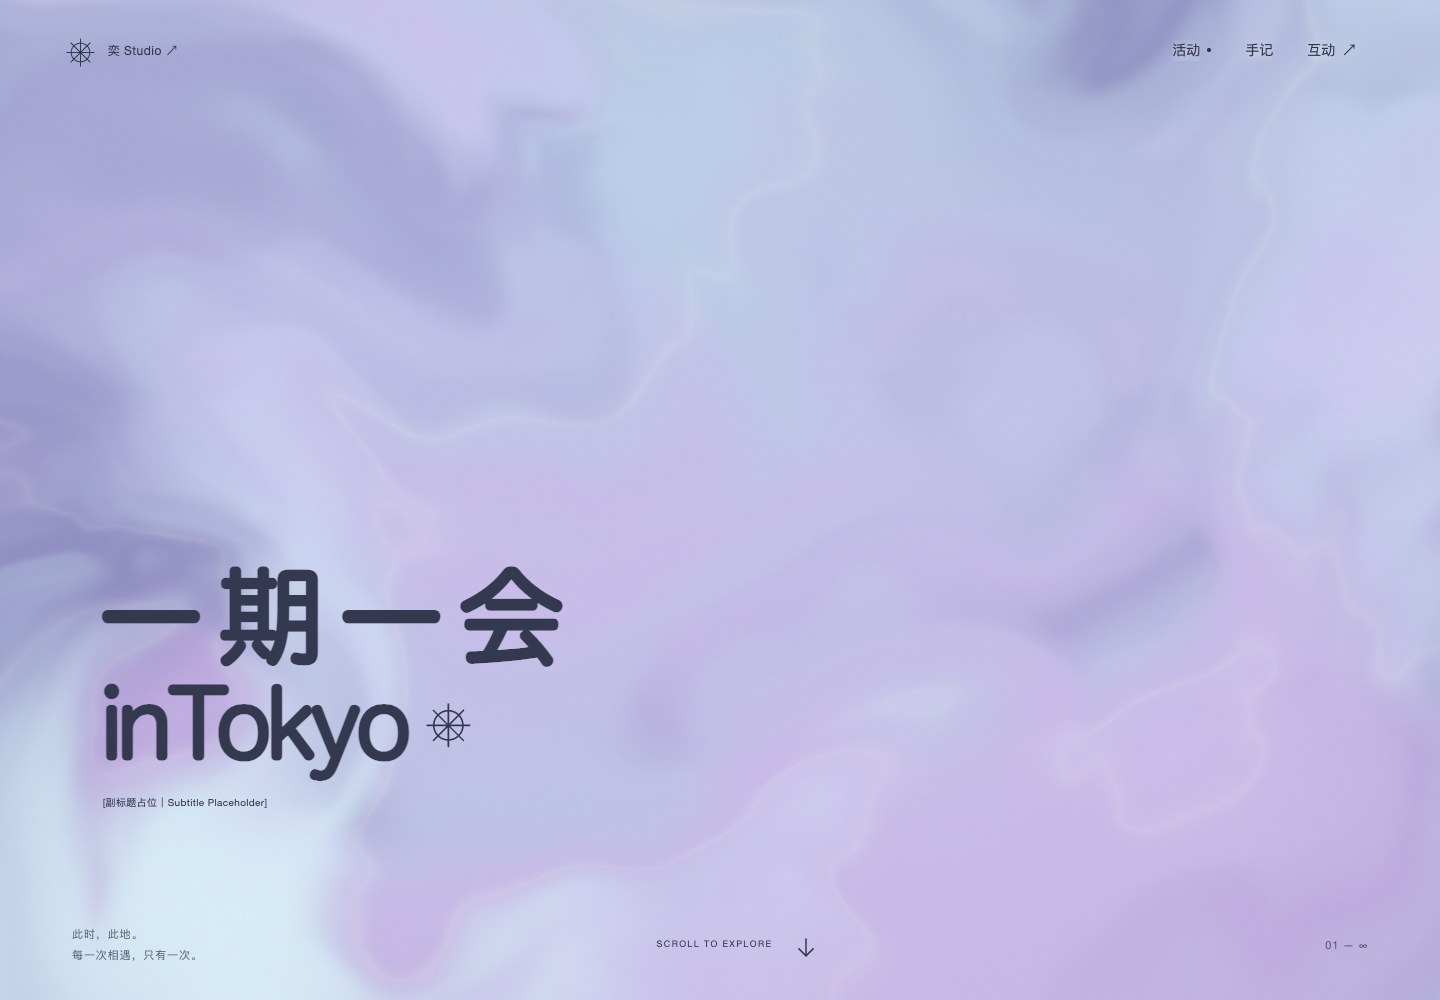 奕 Studio ↗
活动 •
手记
互动 ↗
一期一会
inTokyo
[副标题占位｜Subtitle Placeholder]
此时，此地。
每一次相遇，只有一次。
SCROLL TO EXPLORE ↓
01 — ∞